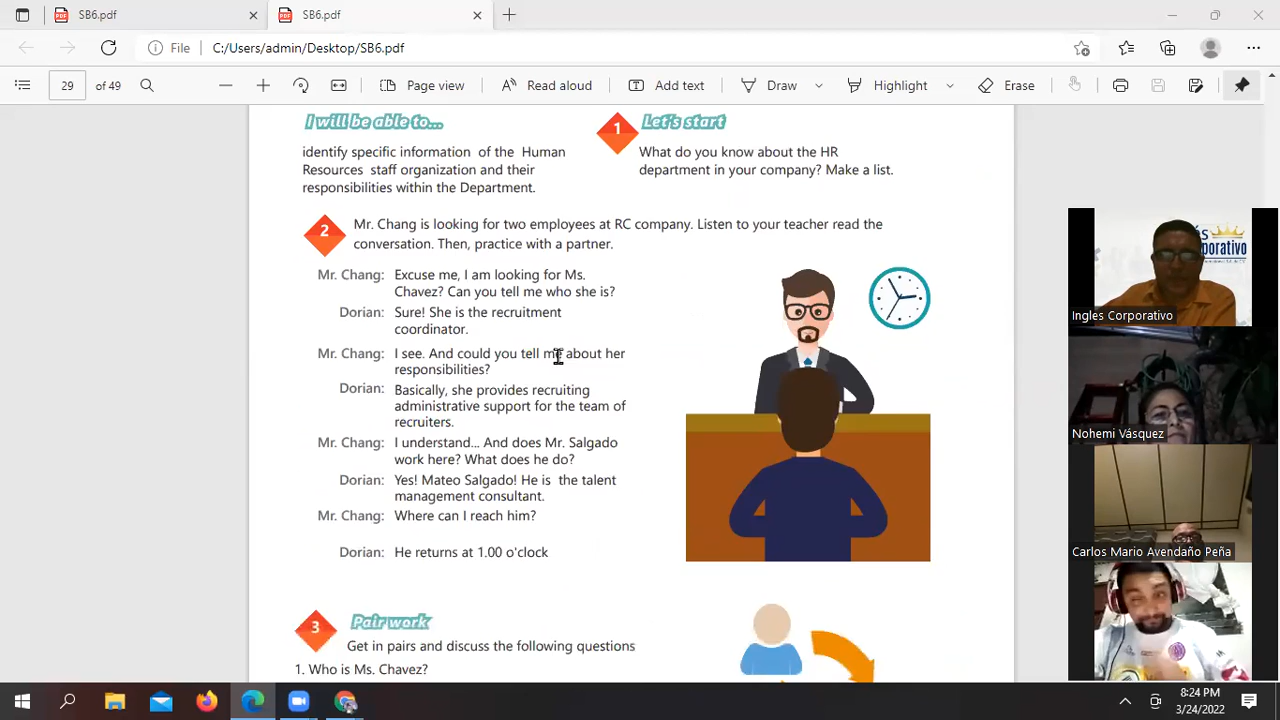 SB6.pdf
SB6.pdf
File
C:/Users/admin/Desktop/SB6.pdf
29
of 49
Page view
Read aloud
Add text
Draw
Highlight
Erase
I will be able to...
identify specific information of the Human
Resources staff organization and their
responsibilities within the Department.
1
Let's start
What do you know about the HR
department in your company? Make a list.
2
Mr. Chang is looking for two employees at RC company. Listen to your teacher read the
conversation. Then, practice with a partner.
Mr. Chang: Excuse me, I am looking for Ms.
Chavez? Can you tell me who she is?
Dorian: Sure! She is the recruitment
coordinator.
Mr. Chang: I see. And could you tell me about her
responsibilities?
Dorian: Basically, she provides recruiting
administrative support for the team of
recruiters.
Mr. Chang: I understand... And does Mr. Salgado
work here? What does he do?
Dorian: Yes! Mateo Salgado! He is the talent
management consultant.
Mr. Chang: Where can I reach him?
Dorian: He returns at 1.00 o'clock
3
Pair work
Get in pairs and discuss the following questions
1. Who is Ms. Chavez?
Ingles Corporativo
Nohemi Vásquez
Carlos Mario Avendaño Peña
8:24 PM
3/24/2022